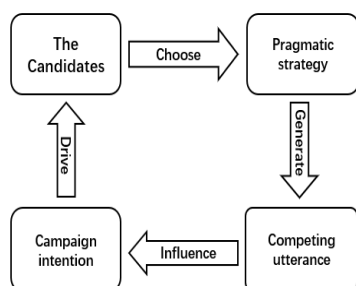 The
Candidates
Choose
Pragmatic
strategy
Generate
Competing
utterance
Influence
Campaign
intention
Drive